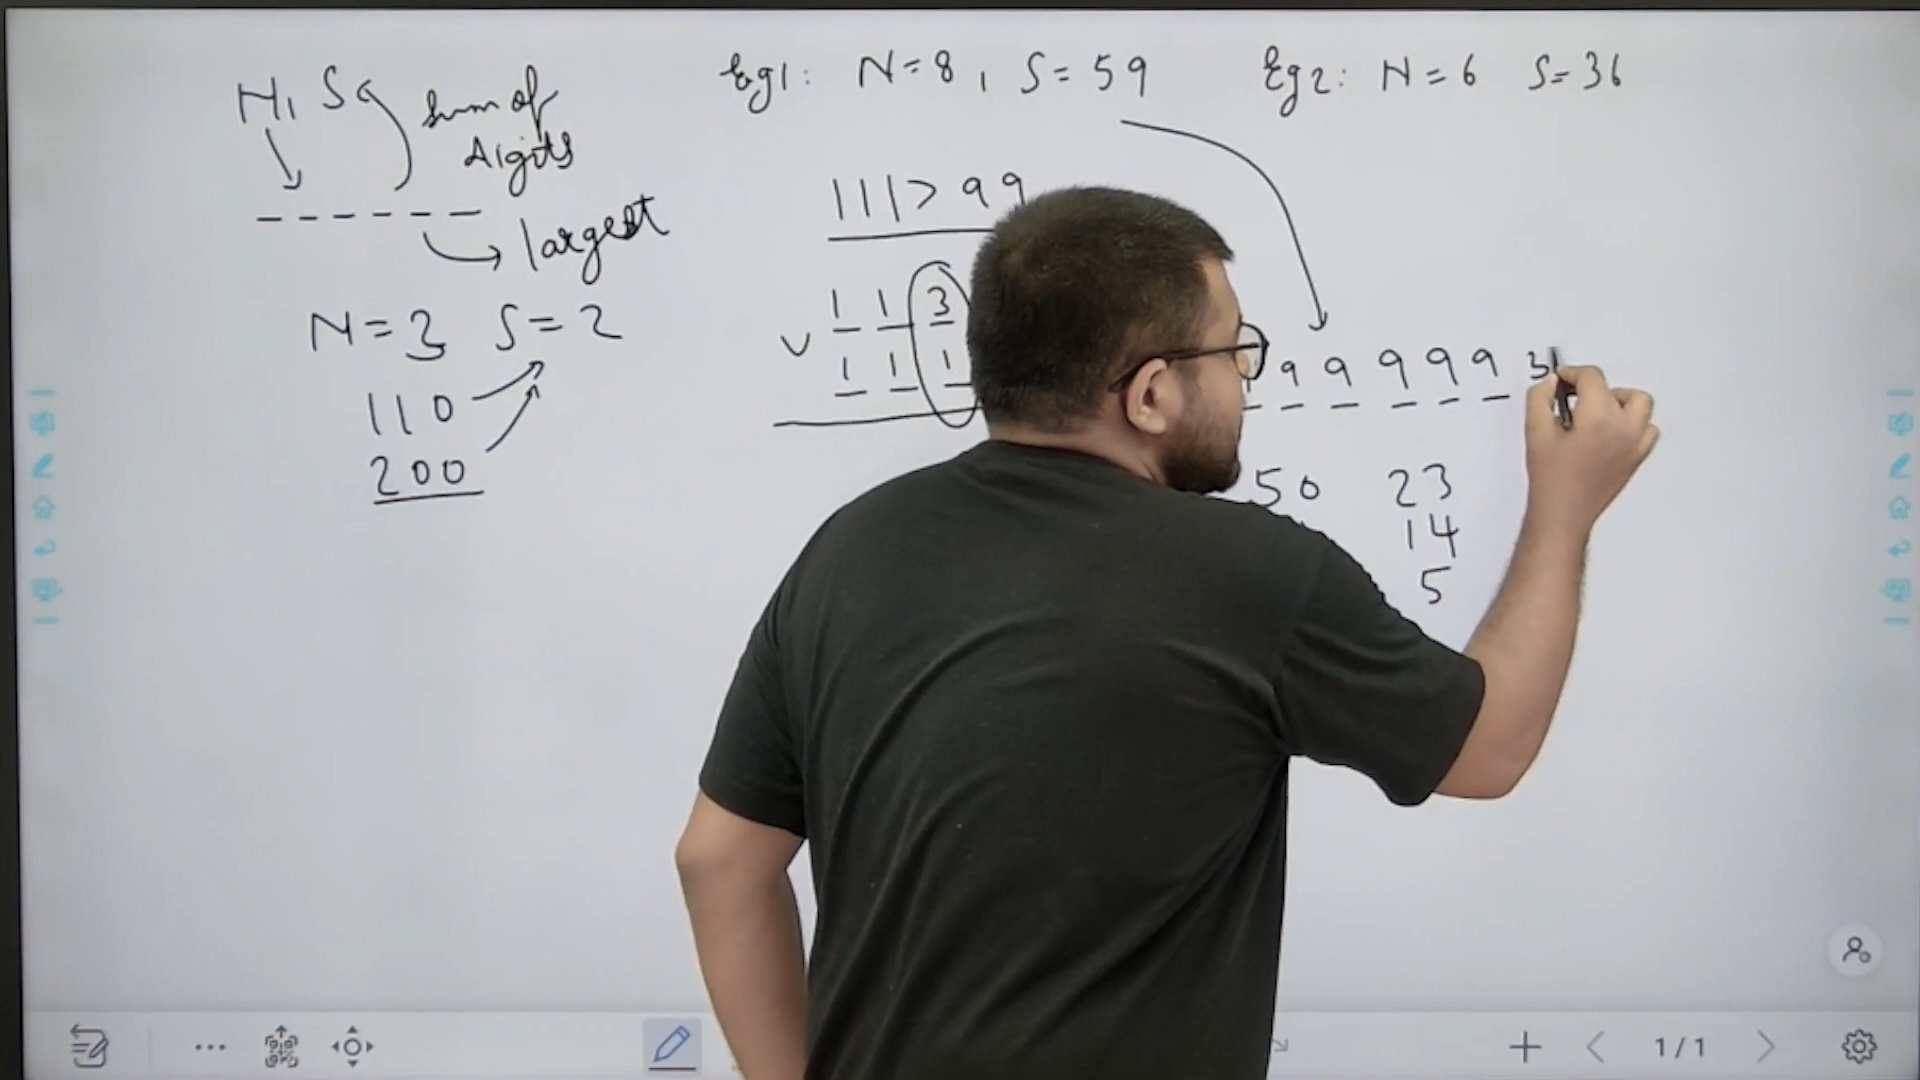 N, S
sum of
digits
largest
N = 3 S = 2
110
200
Eg1: N = 8, S = 59
Eg2: N = 6 S = 36
111 > 99
1 1 3
1 1 1
9 9 9 9 9 3
50
23
14
5
1 / 1